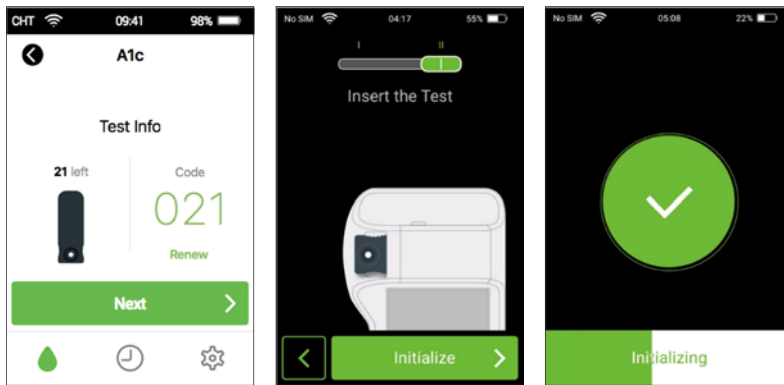 CHT 09:41 98%
A1c
Test Info
21 left
Code
021
Renew
Next
No SIM 04:17 55%
I II
Insert the Test
Initialize
No SIM 05:08 22%
Initializing